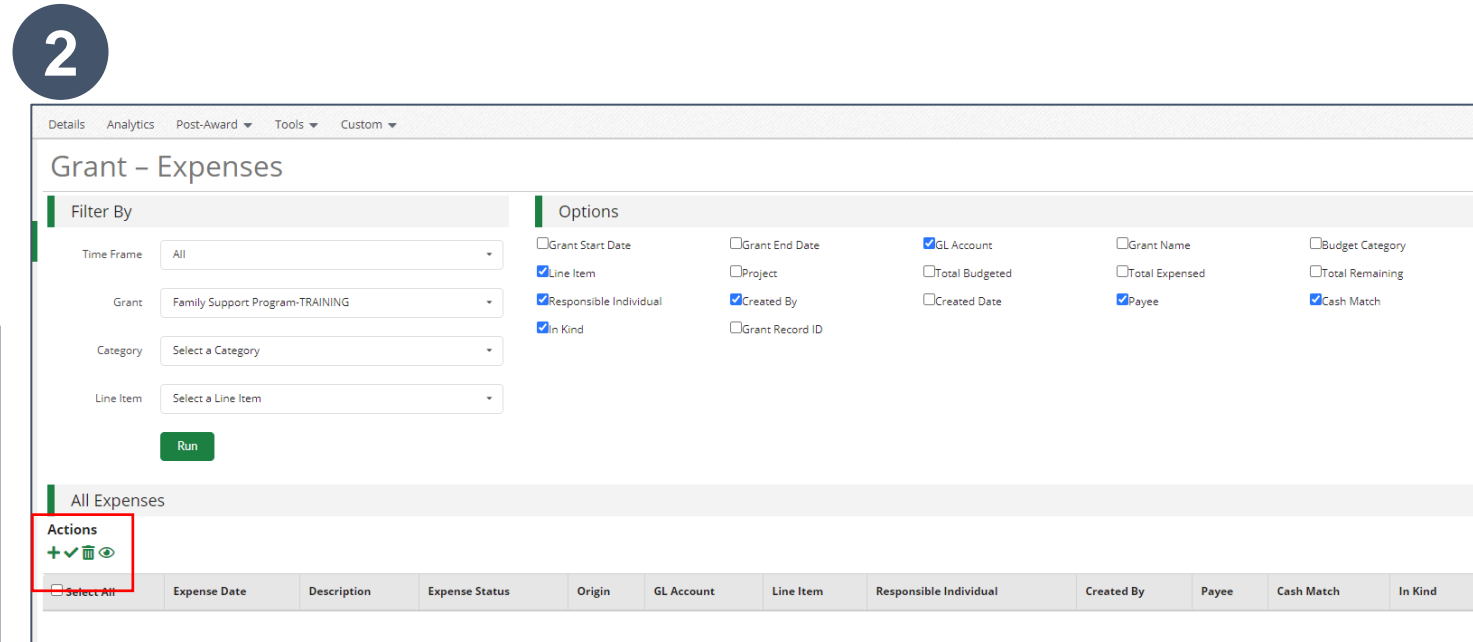 2
Details Analytics Post-Award Tools Custom
Grant – Expenses
Filter By
Time Frame All
Grant Family Support Program-TRAINING
Category Select a Category
Line Item Select a Line Item
Run
Options
Grant Start Date Grant End Date GL Account Grant Name Budget Category
Line Item Project Total Budgeted Total Expensed Total Remaining
Responsible Individual Created By Created Date Payee Cash Match
In Kind Grant Record ID
All Expenses
Actions
Select All Expense Date Description Expense Status Origin GL Account Line Item Responsible Individual Created By Payee Cash Match In Kind